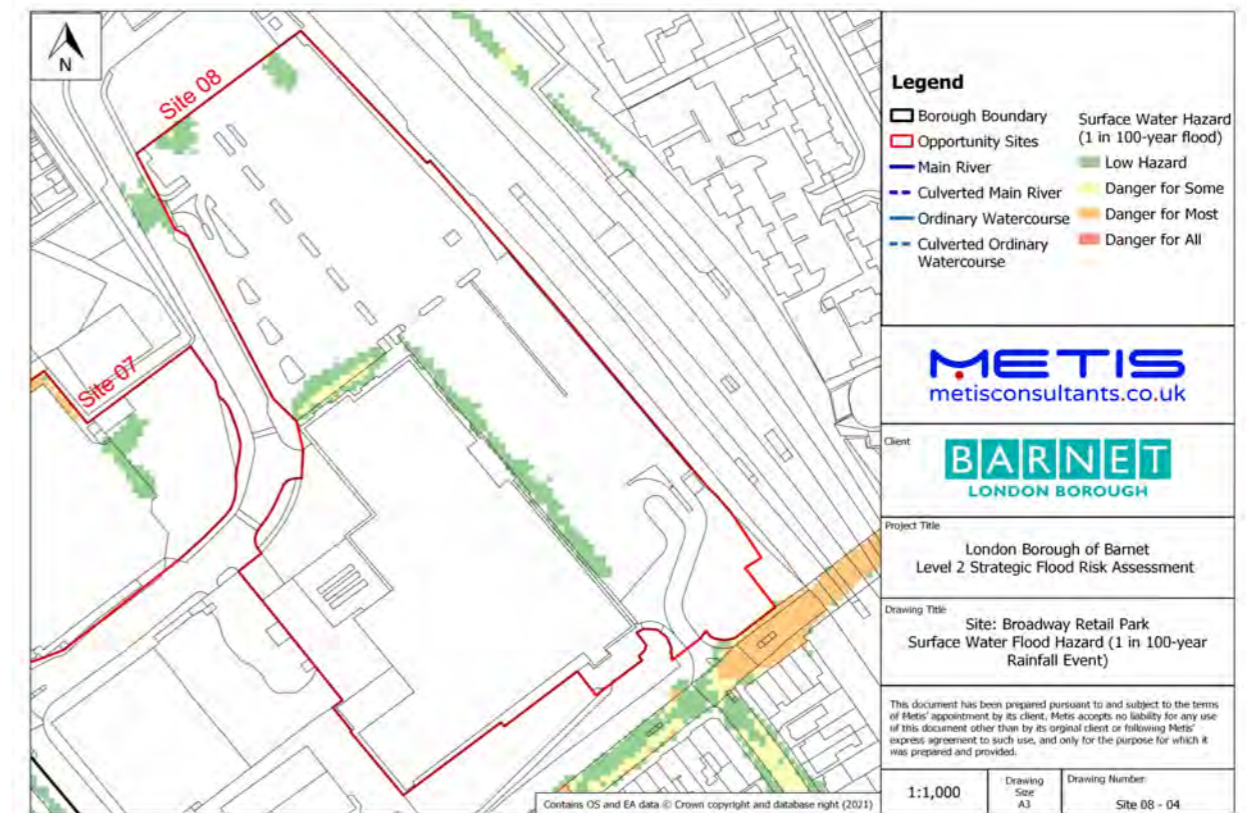 N
Site 08
Site 07
Legend
Borough Boundary
Opportunity Sites
Main River
Culverted Main River
Ordinary Watercourse
Culverted Ordinary
Watercourse
Surface Water Hazard
(1 in 100-year flood)
Low Hazard
Danger for Some
Danger for Most
Danger for All
METIS
metisconsultants.co.uk
Client
BARNET
LONDON BOROUGH
Project Title
London Borough of Barnet
Level 2 Strategic Flood Risk Assessment
Drawing Title
Site: Broadway Retail Park
Surface Water Flood Hazard (1 in 100-year
Rainfall Event)
This document has been prepared pursuant to and subject to the terms
of Metis' appointment by its client. Metis accepts no liability for any use
of this document other than by its orginal client or following Metis'
express agreement to such use, and only for the purpose for which it
was prepared and provided.
1:1,000
Drawing
Size
A3
Drawing Number:
Site 08 - 04
Contains OS and EA data © Crown copyright and database right (2021)